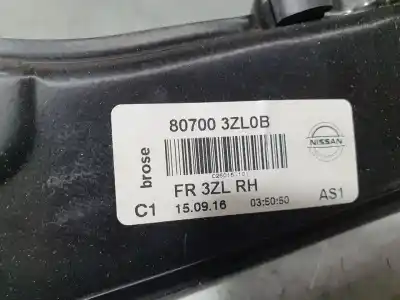 80700 3ZL0B
brose
NISSAN
FR 3ZL RH
C1
15.09.16
03:50:50
AS1